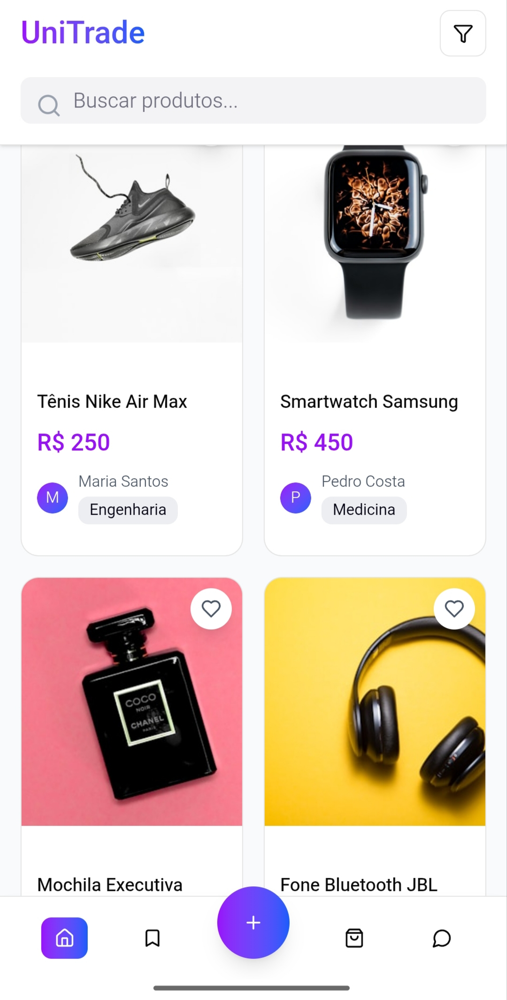 UniTrade
Buscar produtos...
Tênis Nike Air Max
R$ 250
M
Maria Santos
Engenharia
Smartwatch Samsung
R$ 450
P
Pedro Costa
Medicina
COCO
NOIR
CHANEL
PARIS
Mochila Executiva
Fone Bluetooth JBL